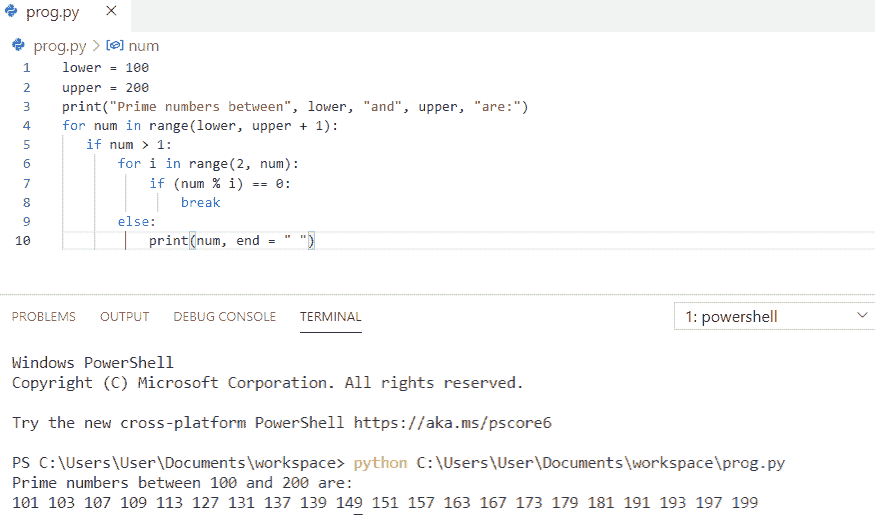 prog.py ×
prog.py > num
1 lower = 100
2 upper = 200
3 print("Prime numbers between", lower, "and", upper, "are:")
4 for num in range(lower, upper + 1):
5    if num > 1:
6        for i in range(2, num):
7            if (num % i) == 0:
8                break
9        else:
10            print(num, end = " ")
PROBLEMS OUTPUT DEBUG CONSOLE TERMINAL 1: powershell
Windows PowerShell
Copyright (C) Microsoft Corporation. All rights reserved.
Try the new cross-platform PowerShell https://aka.ms/pscore6
PS C:\Users\User\Documents\workspace> python C:\Users\User\Documents\workspace\prog.py
Prime numbers between 100 and 200 are:
101 103 107 109 113 127 131 137 139 149 151 157 163 167 173 179 181 191 193 197 199